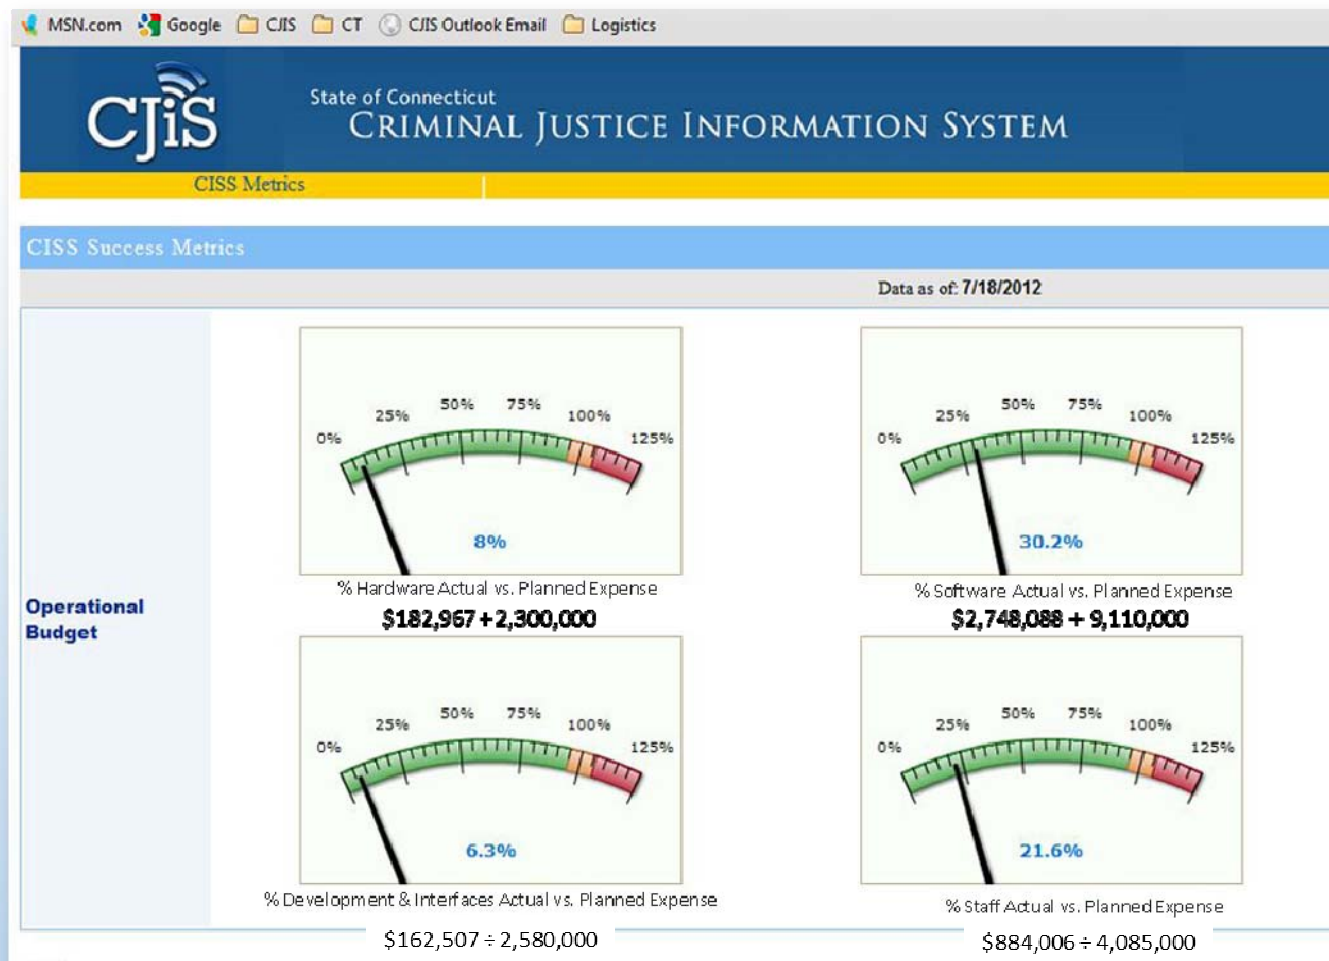 MSN.com Google CJIS CT CJIS Outlook Email Logistics
CJiS
State of Connecticut
CRIMINAL JUSTICE INFORMATION SYSTEM
CISS Metrics
CISS Success Metrics
Data as of: 7/18/2012
Operational
Budget
0% 25% 50% 75% 100% 125%
8%
% Hardware Actual vs. Planned Expense
$182,967 ÷ 2,300,000
0% 25% 50% 75% 100% 125%
30.2%
% Software Actual vs. Planned Expense
$2,748,088 ÷ 9,110,000
0% 25% 50% 75% 100% 125%
6.3%
% Development & Interfaces Actual vs. Planned Expense
$162,507 ÷ 2,580,000
0% 25% 50% 75% 100% 125%
21.6%
% Staff Actual vs. Planned Expense
$884,006 ÷ 4,085,000